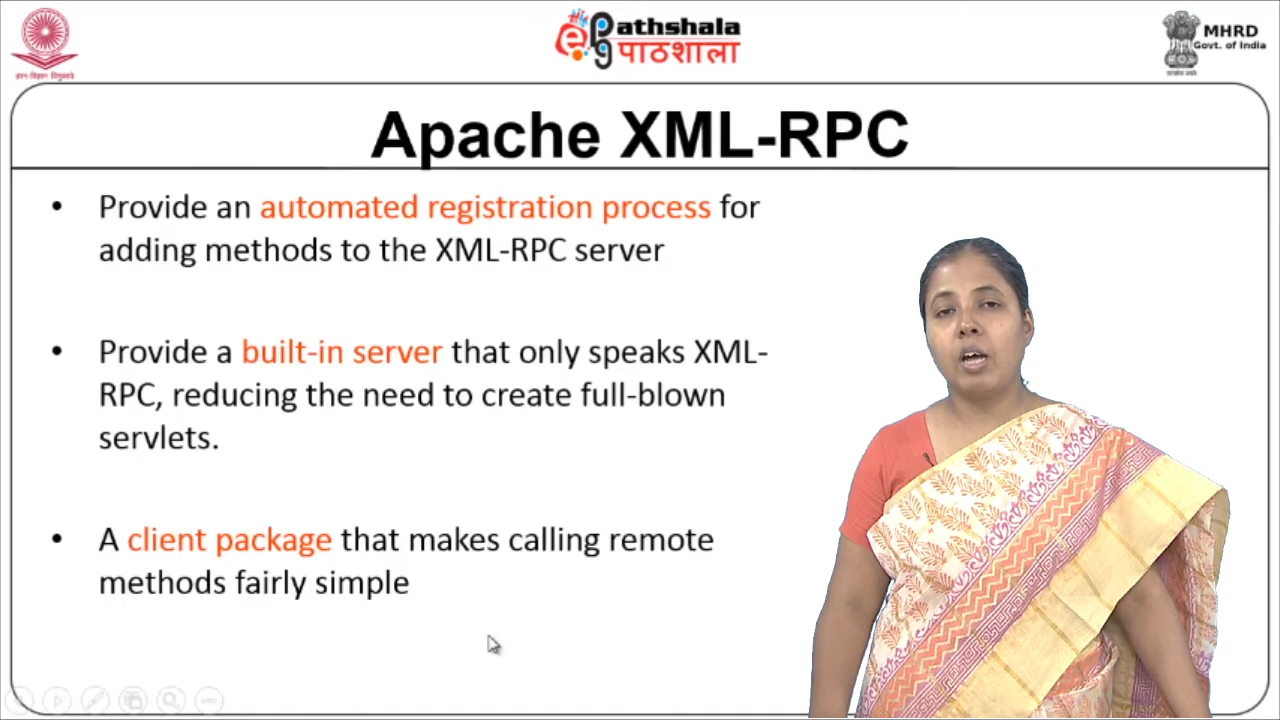 ज्ञान-विज्ञान विमुक्तये
ePathshala
पाठशाला
MHRD
Govt. of India
Apache XML-RPC
• Provide an automated registration process for
adding methods to the XML-RPC server
• Provide a built-in server that only speaks XML-
RPC, reducing the need to create full-blown
servlets.
• A client package that makes calling remote
methods fairly simple